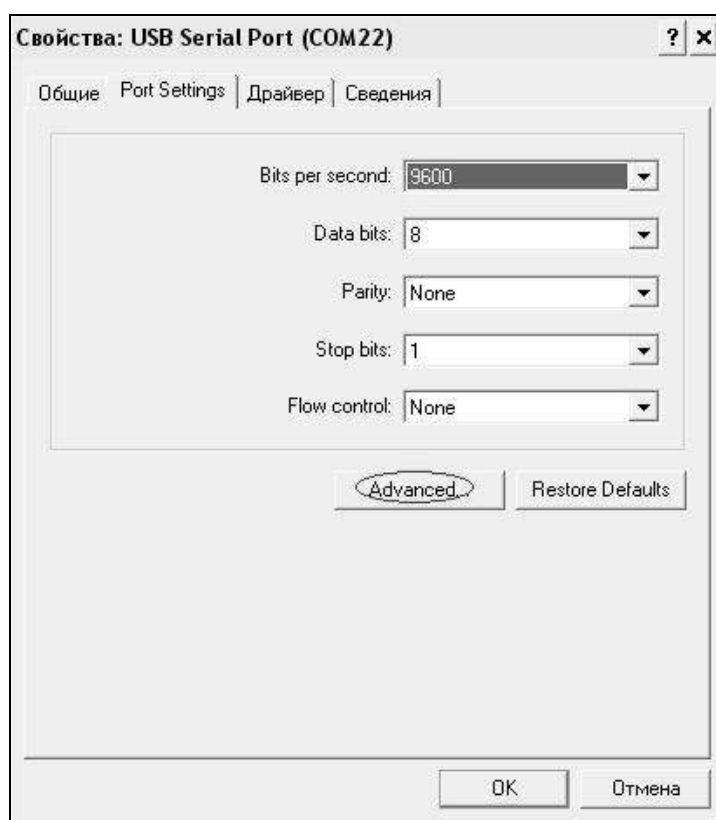 Свойства: USB Serial Port (COM22) ? ×
Общие Port Settings Драйвер Сведения
Bits per second: 9600
Data bits: 8
Parity: None
Stop bits: 1
Flow control: None
Advanced... Restore Defaults
OK Отмена